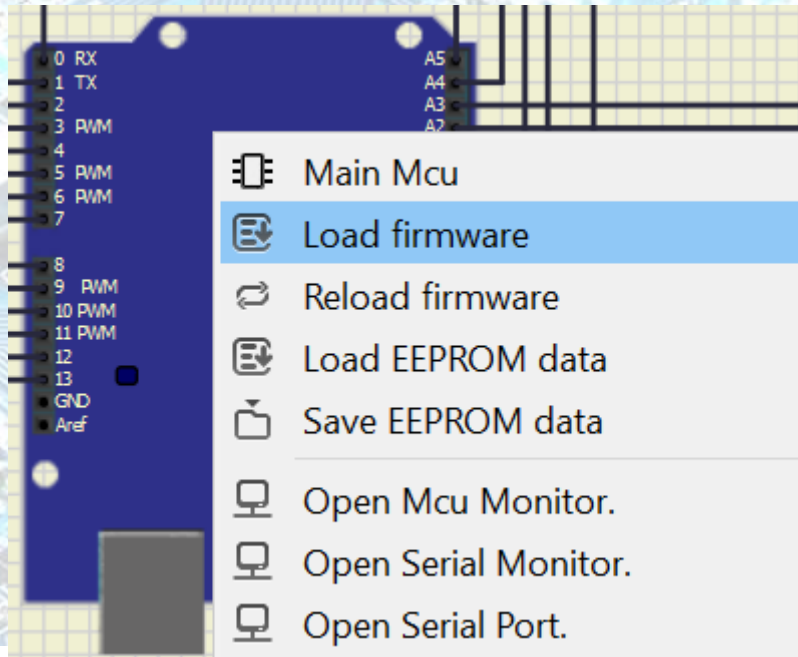 0 RX
1 TX
2
3 PWM
4
5 PWM
6 PWM
7
8
9 PWM
10 PWM
11 PWM
12
13
GND
Aref
A5
A4
A3
A2
Main Mcu
Load firmware
Reload firmware
Load EEPROM data
Save EEPROM data
Open Mcu Monitor.
Open Serial Monitor.
Open Serial Port.